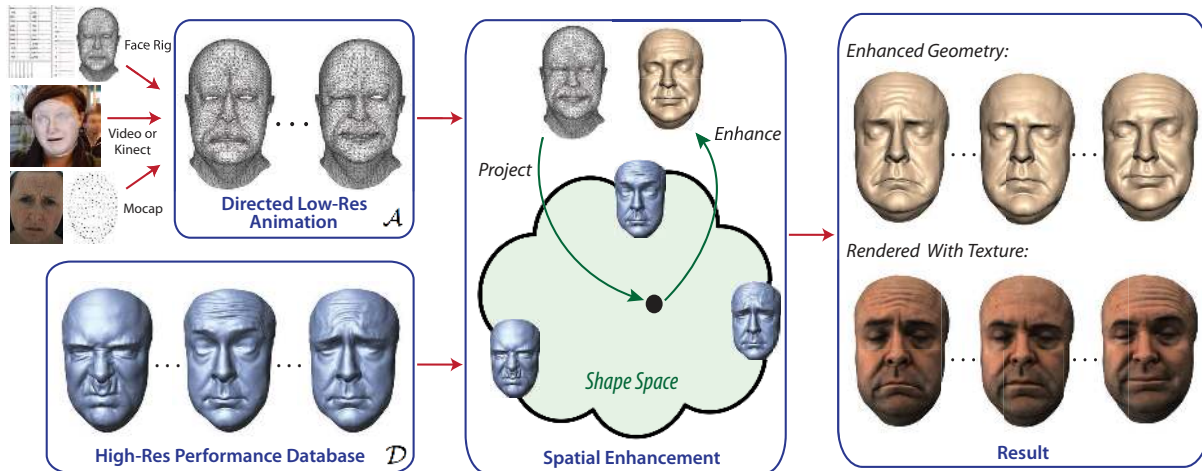 Face Rig
Video or
Kinect
Mocap
. . .
Directed Low-Res
Animation
A
. . .
. . .
High-Res Performance Database
D
Project
Enhance
Shape Space
Spatial Enhancement
Enhanced Geometry:
. . .
. . .
Rendered With Texture:
. . .
. . .
Result